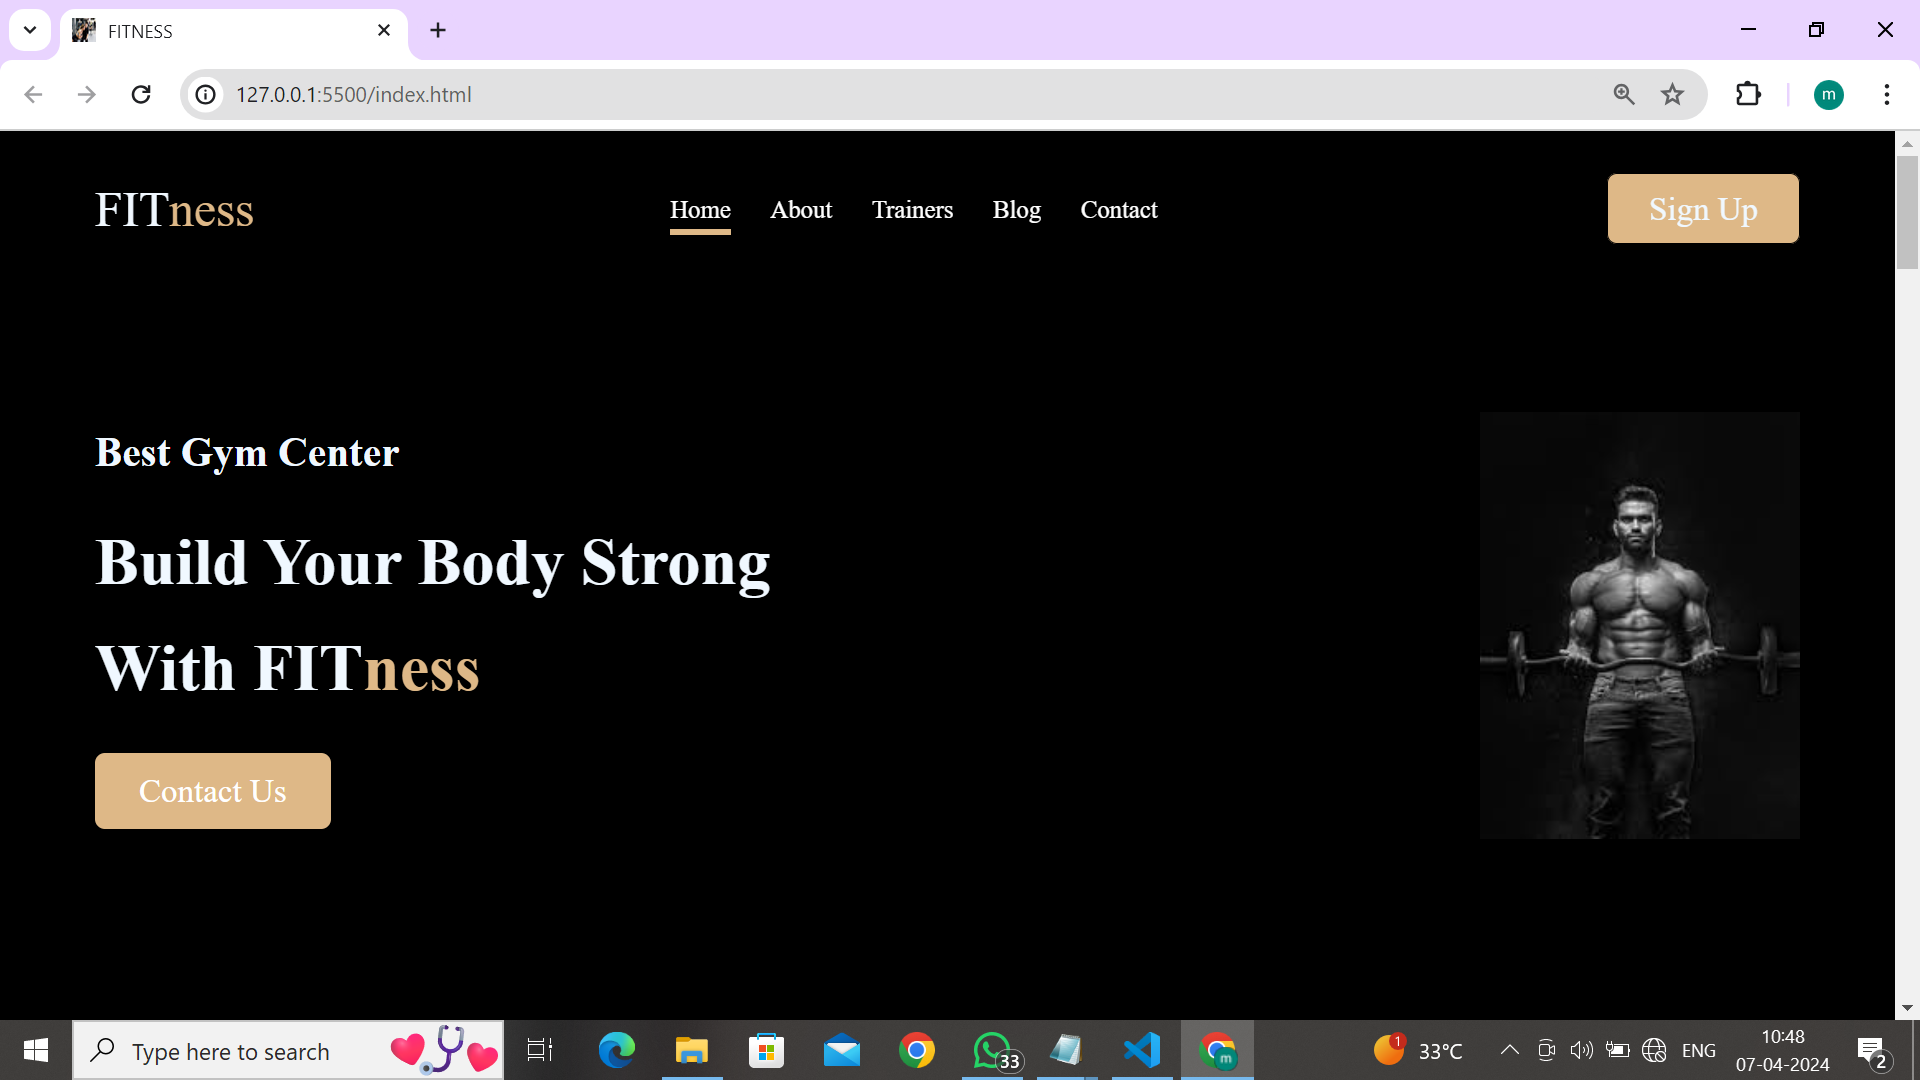 FITNESS
127.0.0.1:5500/index.html
m
FITness
Home About Trainers Blog Contact
Sign Up
Best Gym Center
Build Your Body Strong
With FITness
Contact Us
Type here to search
33
m
1
33°C
ENG
10:48
07-04-2024
2